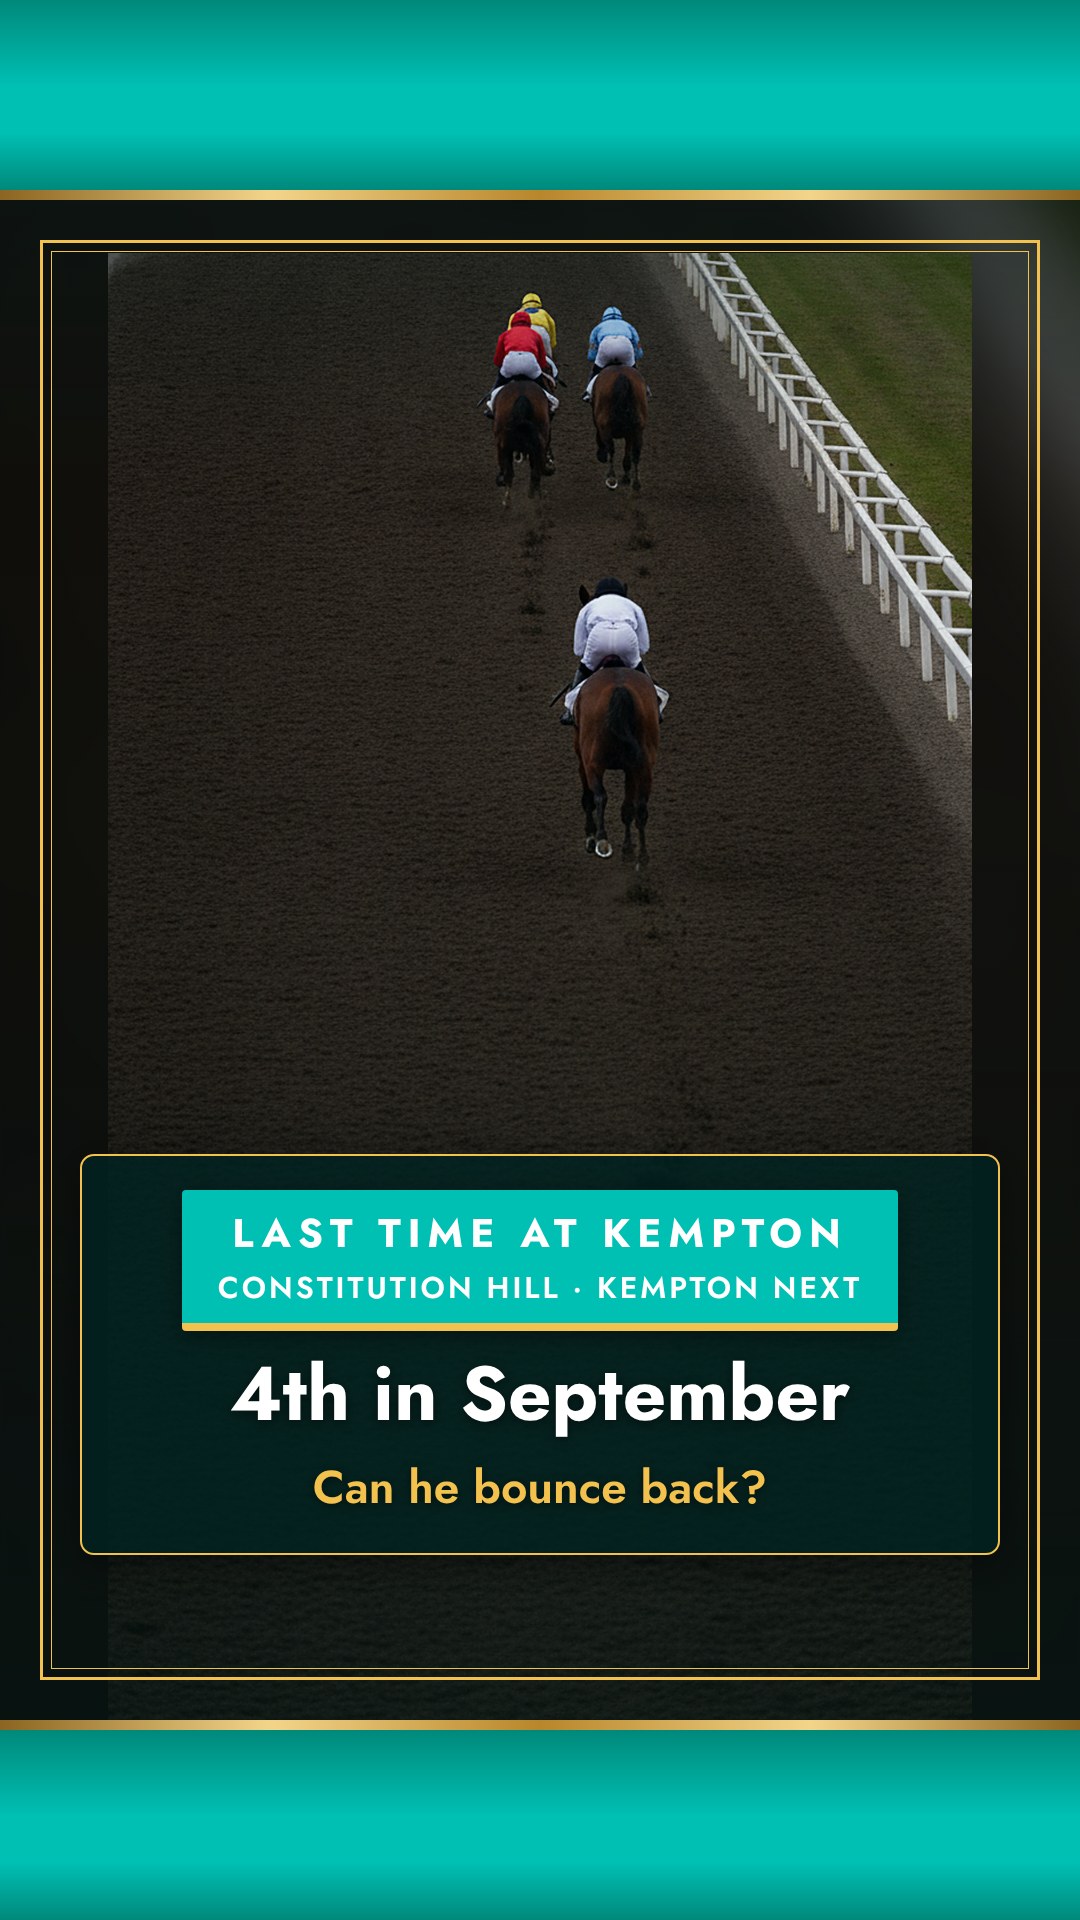 LAST TIME AT KEMPTON
CONSTITUTION HILL · KEMPTON NEXT
4th in September
Can he bounce back?